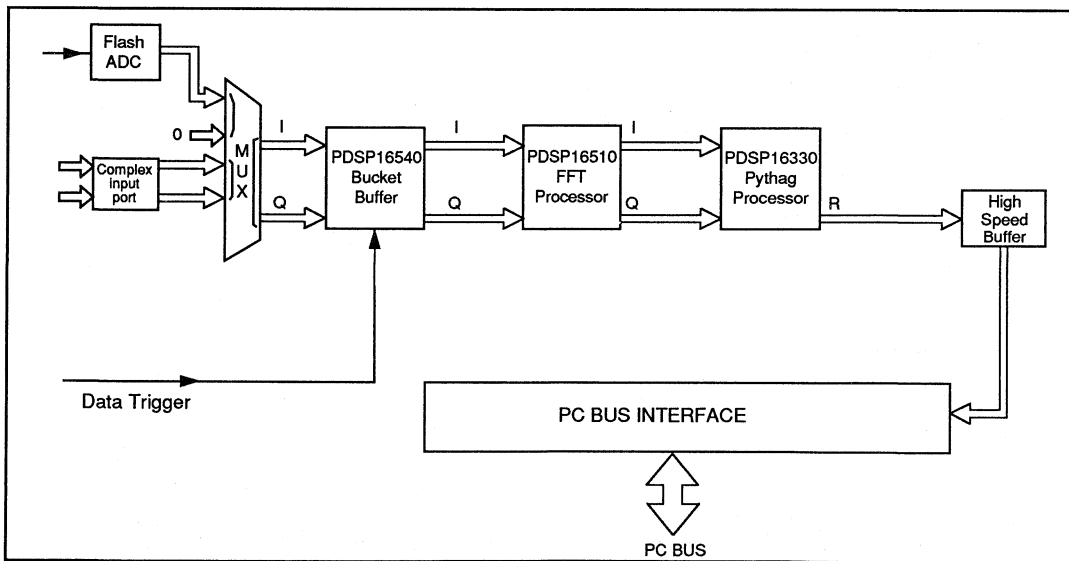 Flash
ADC
0
Complex
input
port
M
U
X
I
Q
PDSP16540
Bucket
Buffer
I
Q
PDSP16510
FFT
Processor
I
Q
PDSP16330
Pythag
Processor
R
High
Speed
Buffer
Data Trigger
PC BUS INTERFACE
PC BUS